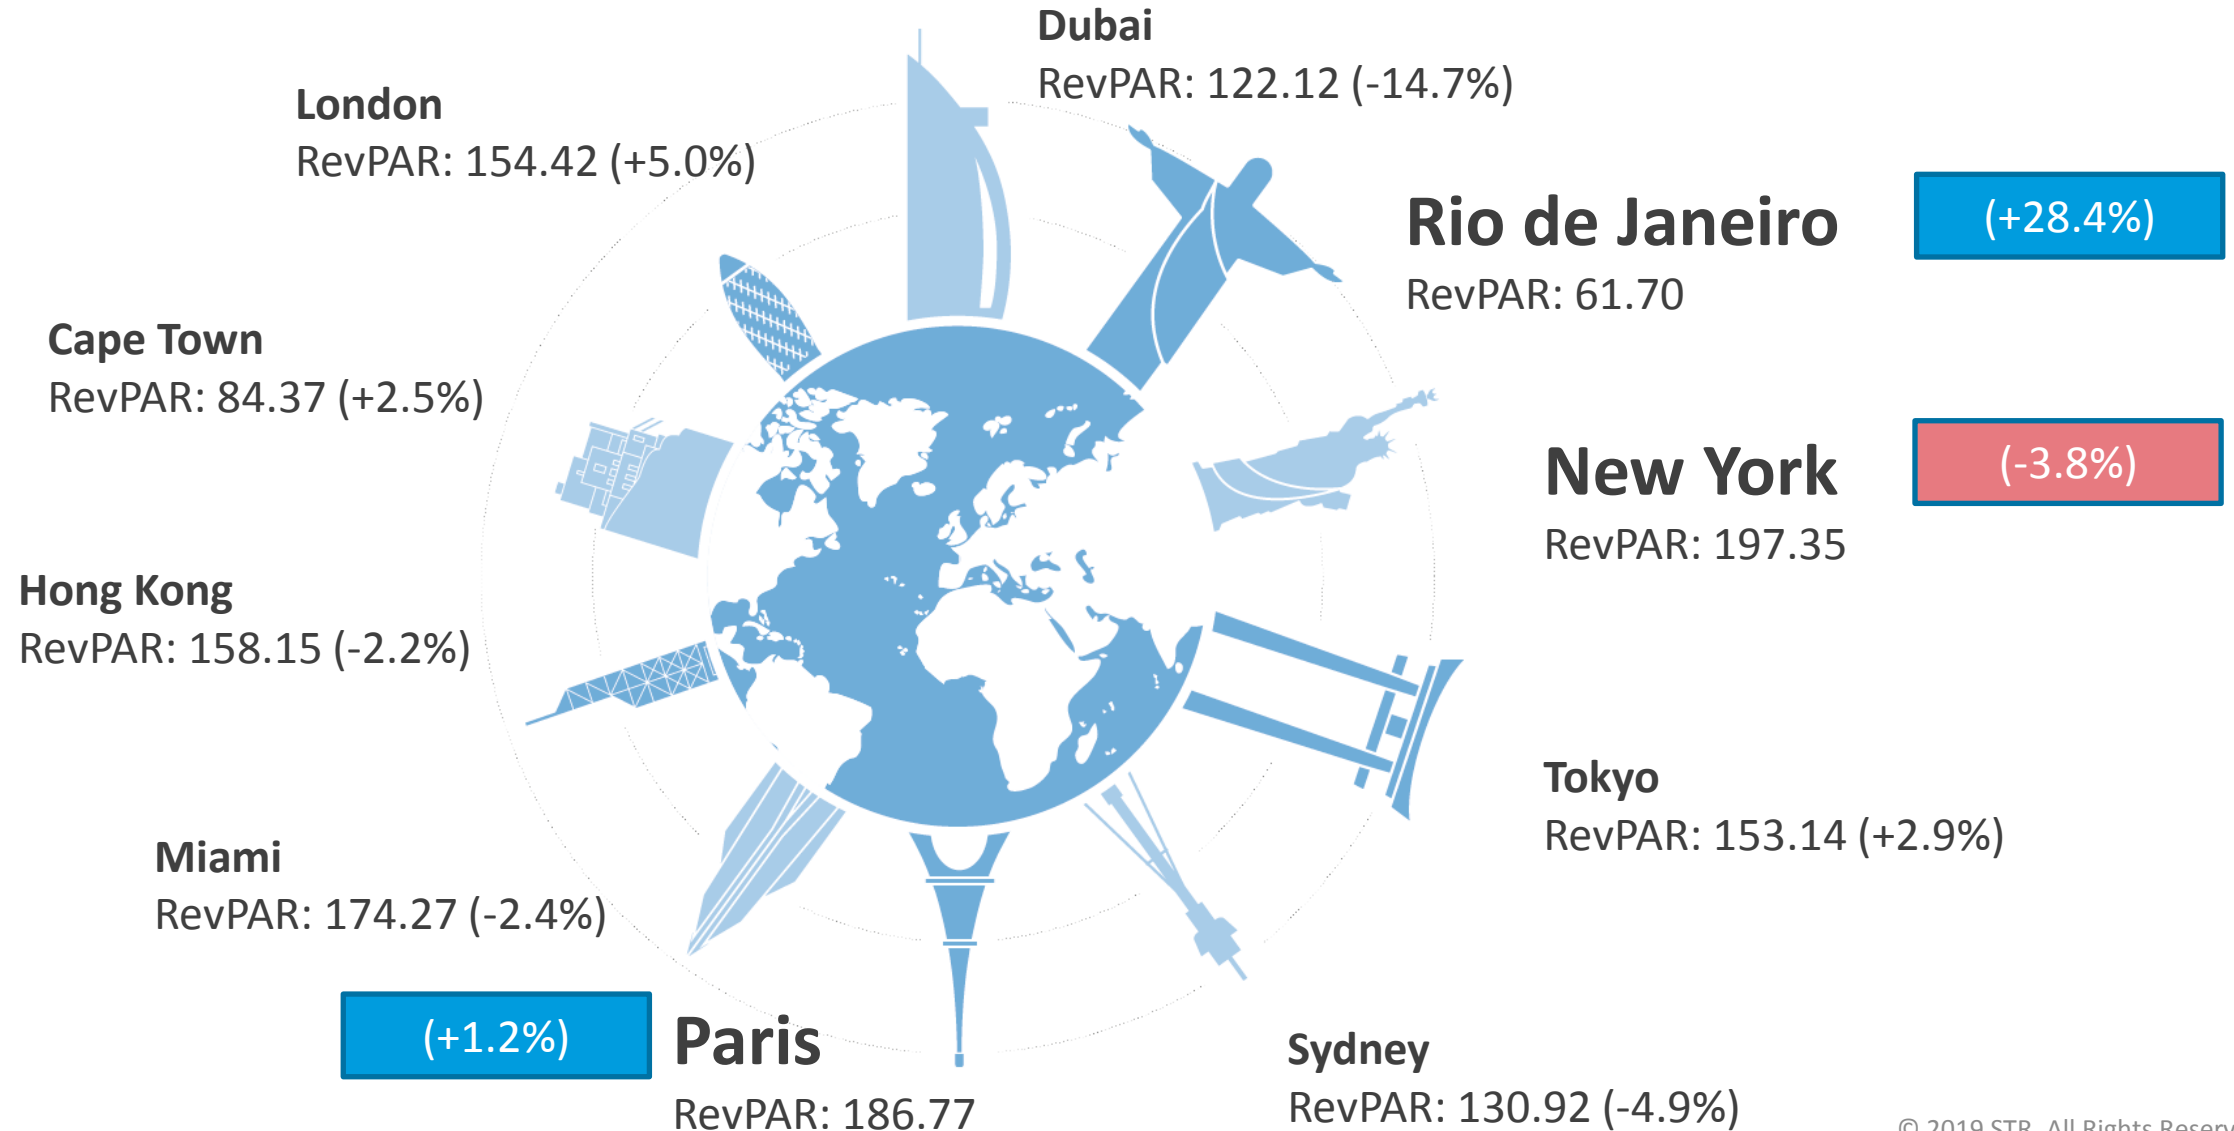 Dubai
RevPAR: 122.12 (-14.7%)
London
RevPAR: 154.42 (+5.0%)
Rio de Janeiro
(+28.4%)
RevPAR: 61.70
Cape Town
RevPAR: 84.37 (+2.5%)
New York
(-3.8%)
RevPAR: 197.35
Hong Kong
RevPAR: 158.15 (-2.2%)
Tokyo
RevPAR: 153.14 (+2.9%)
Miami
RevPAR: 174.27 (-2.4%)
(+1.2%)
Paris
RevPAR: 186.77
Sydney
RevPAR: 130.92 (-4.9%)
© 2019 STR. All Rights Reserv